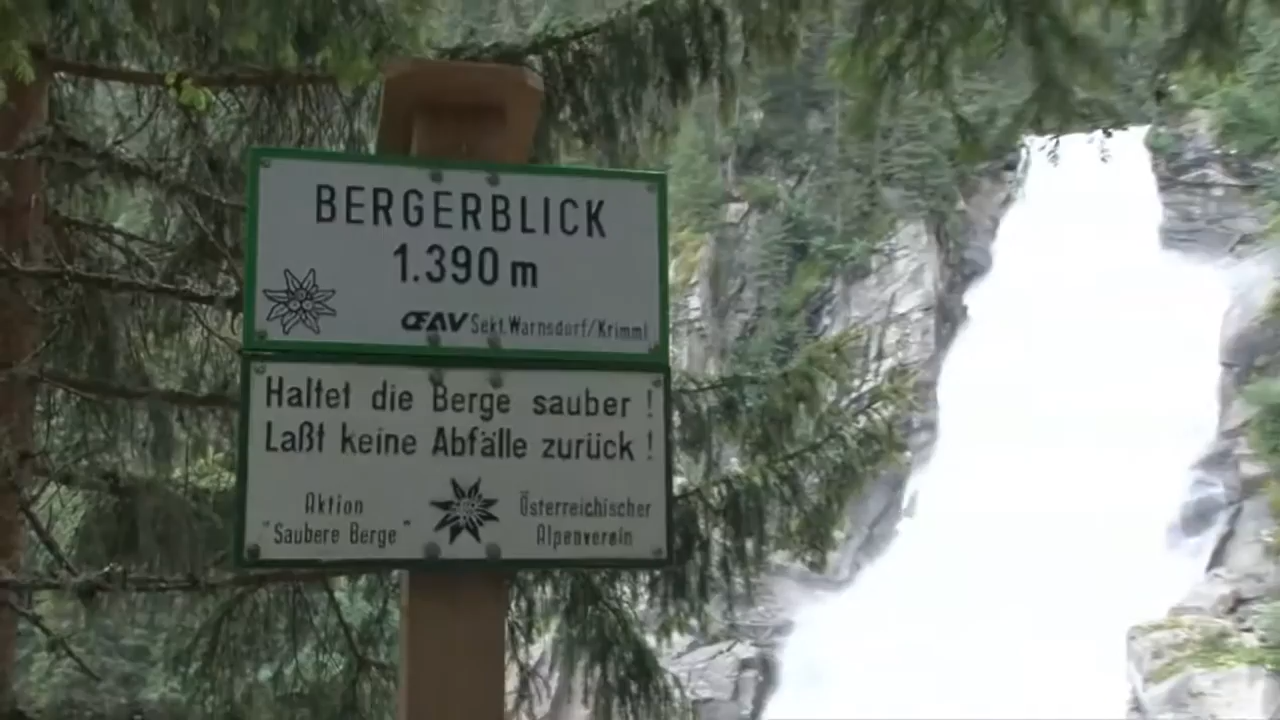 BERGERBLICK
1.390 m
OEAV Sekt. Warnsdorf/Krimml
Haltet die Berge sauber !
Laßt keine Abfälle zurück !
Aktion
"Saubere Berge"
Österreichischer
Alpenverein